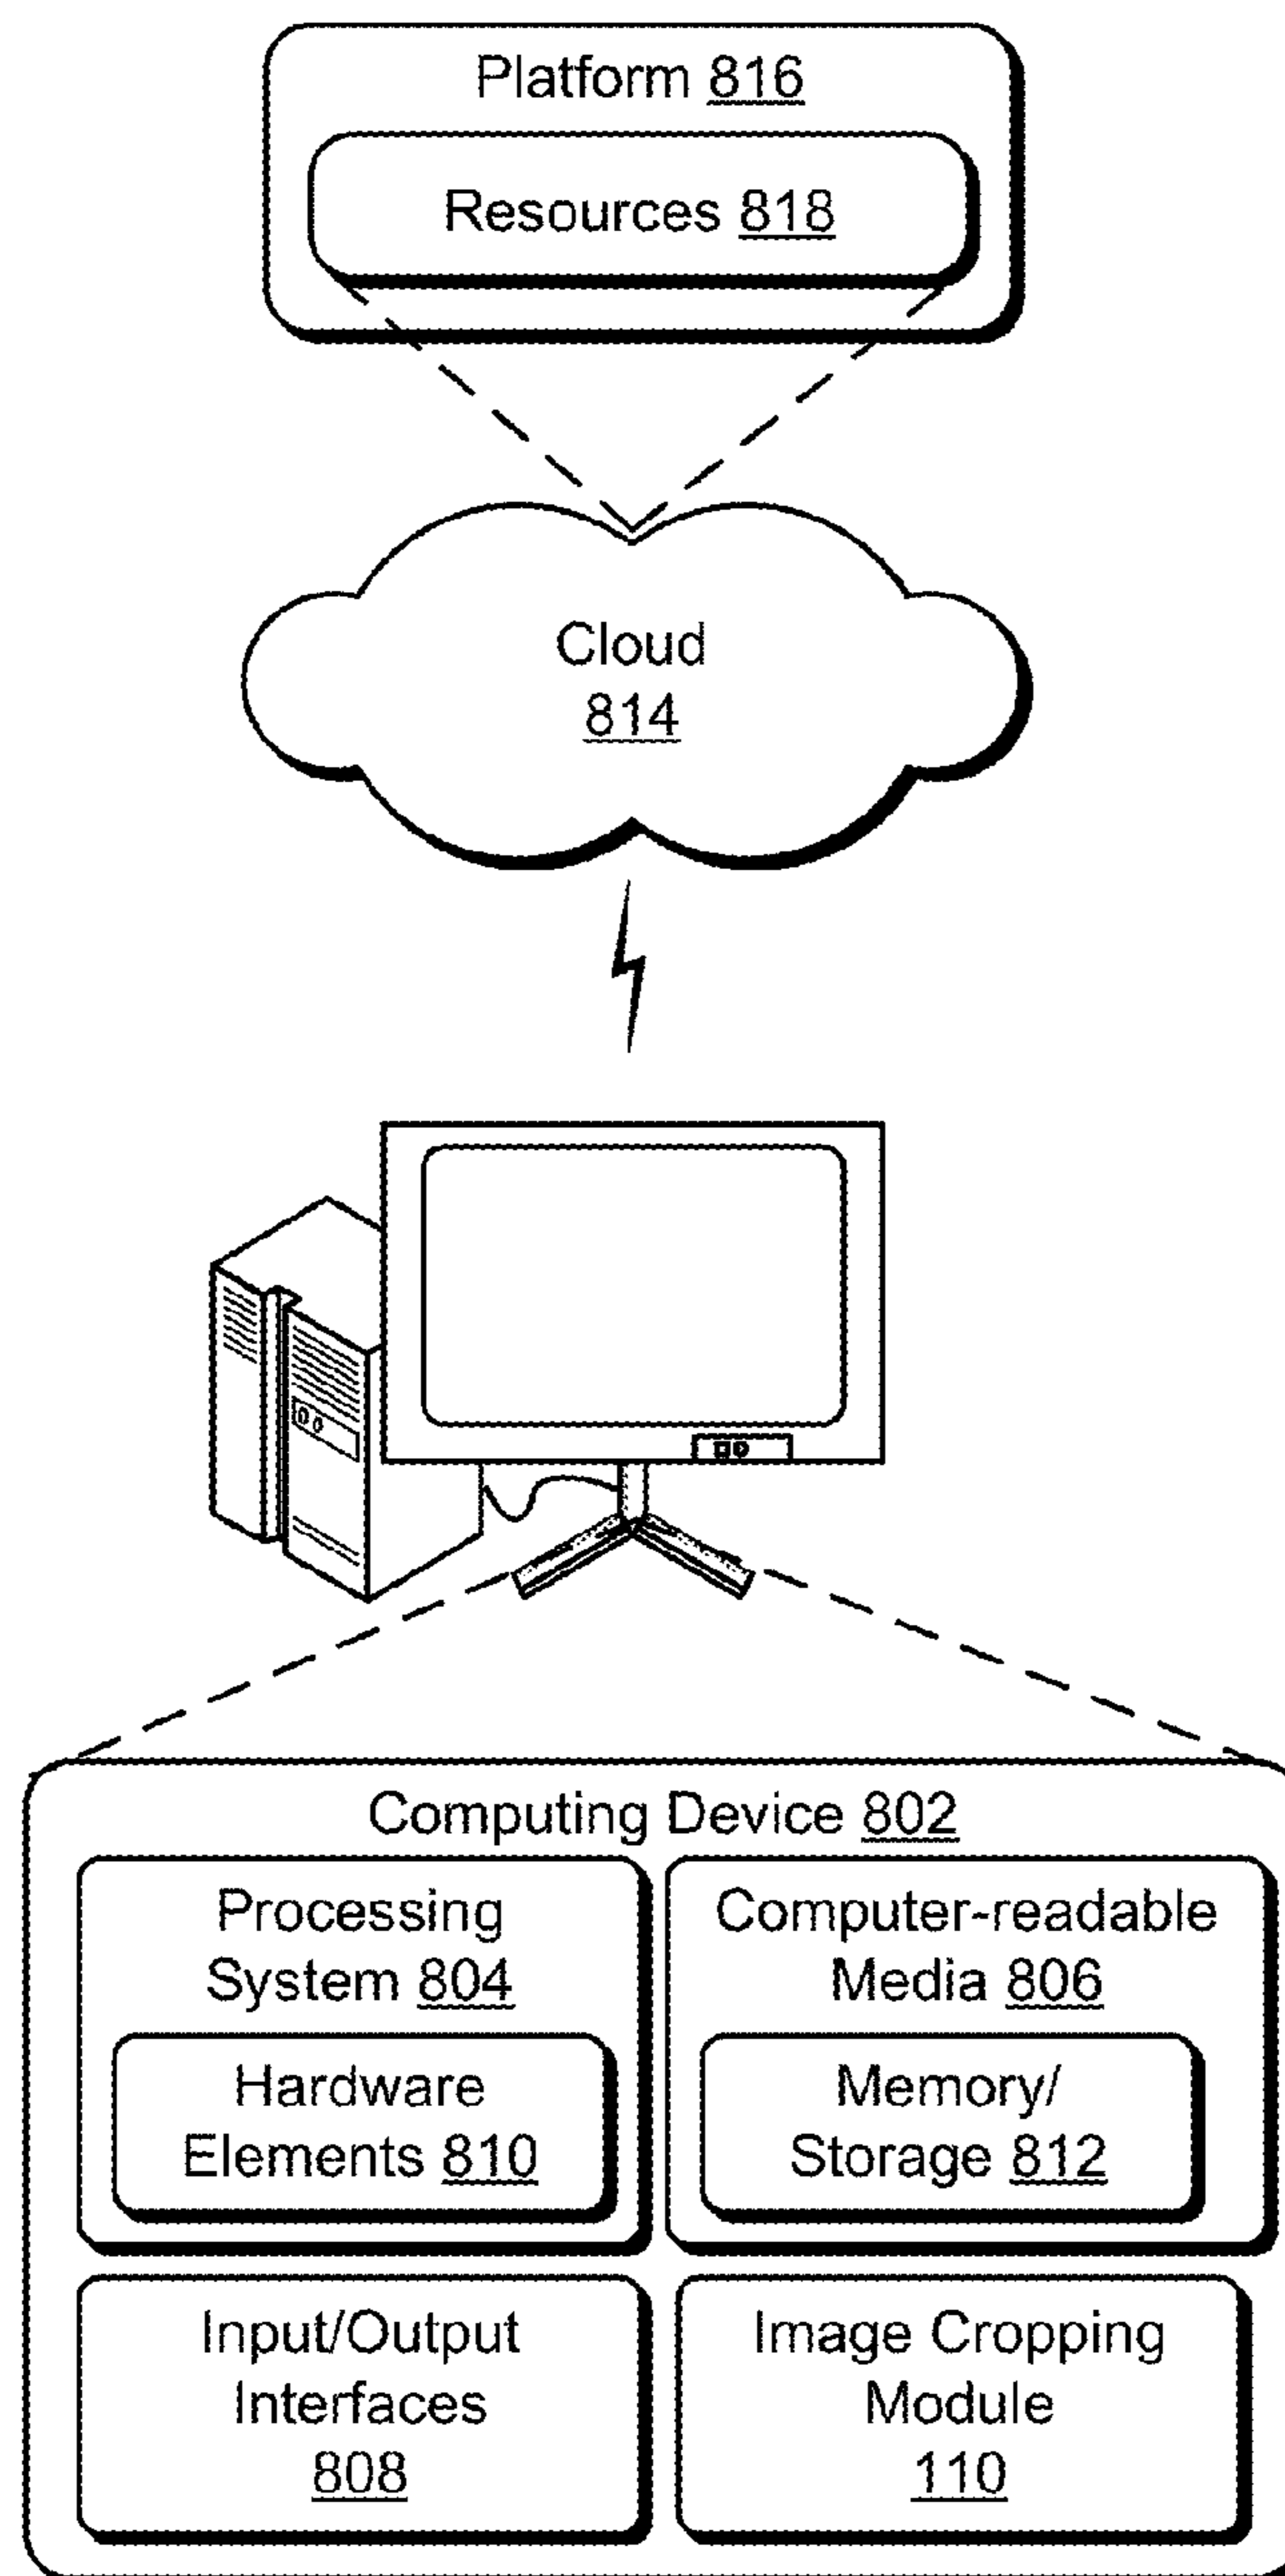 Platform 816
Resources 818
Cloud
814
Computing Device 802
Processing
System 804
Hardware
Elements 810
Computer-readable
Media 806
Memory/
Storage 812
Input/Output
Interfaces
808
Image Cropping
Module
110